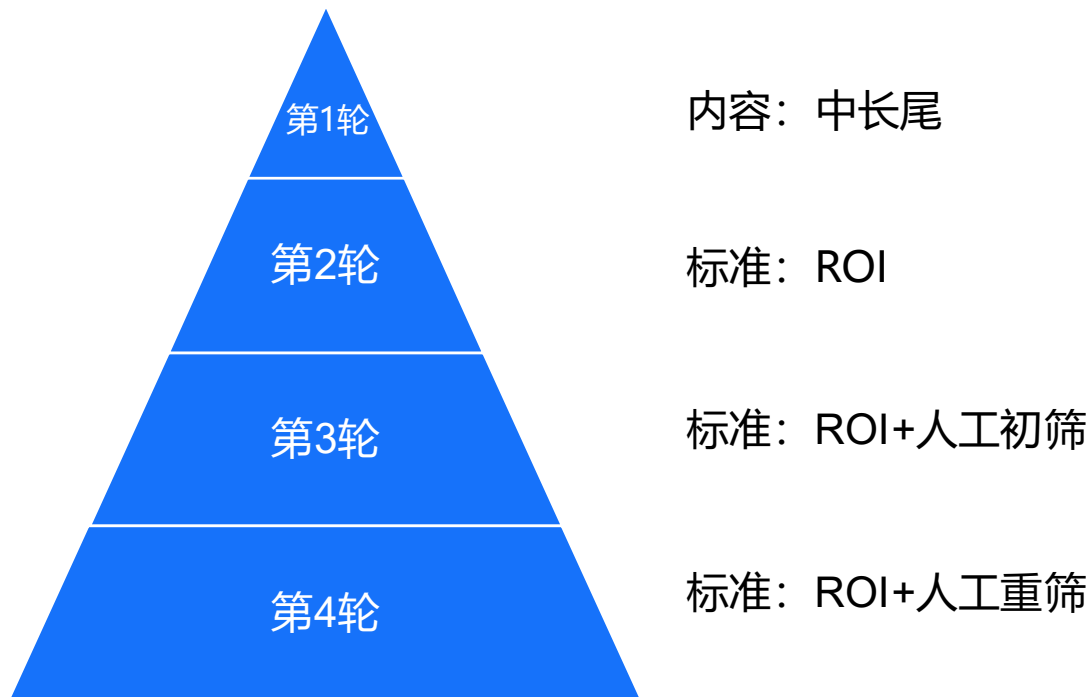 第1轮
内容：中长尾
第2轮
标准：ROI
第3轮
标准：ROI+人工初筛
第4轮
标准：ROI+人工重筛